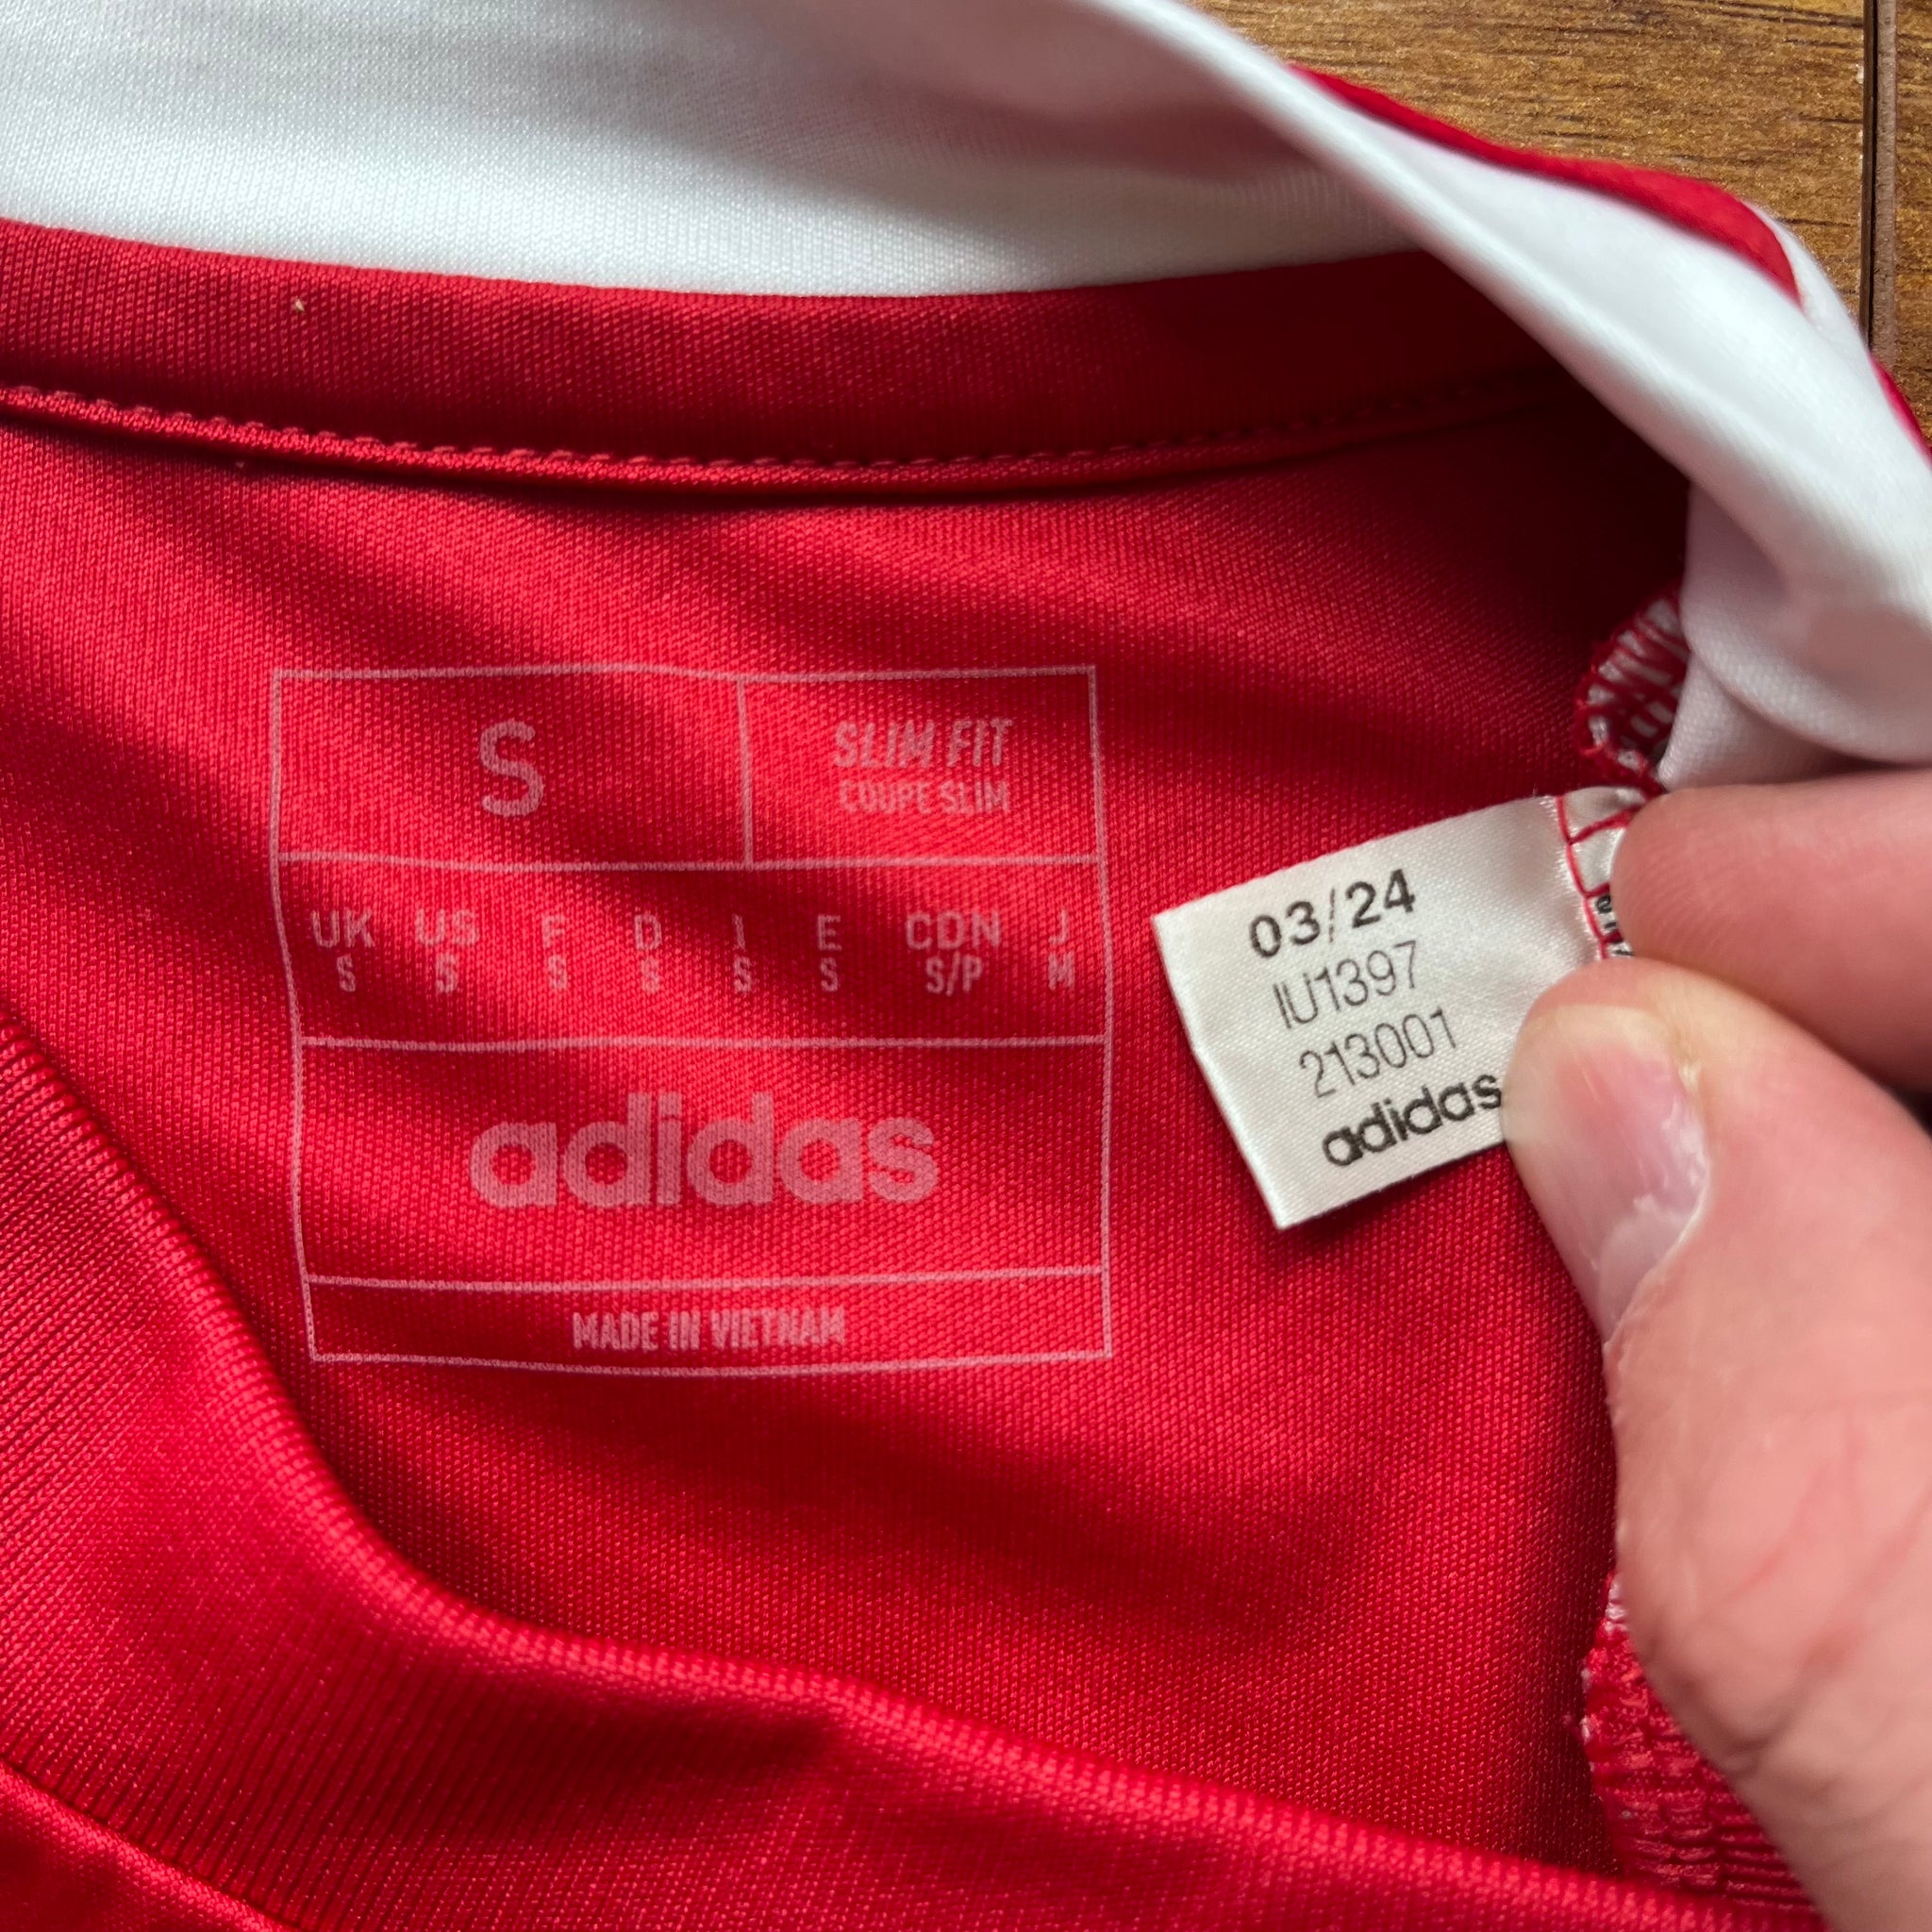 S
SLIM FIT
COUPE SLIM
UK US F D I E CDN J
S S S S S S S/P M
adidas
MADE IN VIETNAM
03/24
IU1397
213001
adidas